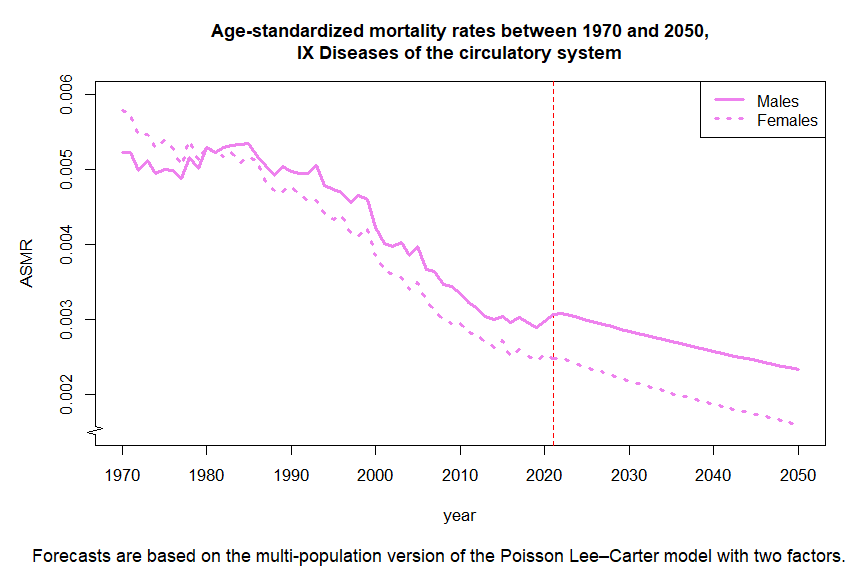 Age-standardized mortality rates between 1970 and 2050,
IX Diseases of the circulatory system
Males
Females
0.006
0.005
0.004
0.003
0.002
ASMR
1970 1980 1990 2000 2010 2020 2030 2040 2050
year
Forecasts are based on the multi-population version of the Poisson Lee–Carter model with two factors.